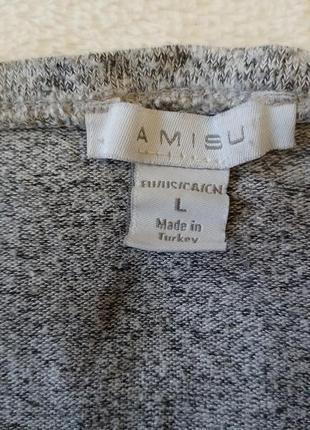 AMISU
EU/US/CA/CN
L
Made in
Turkey